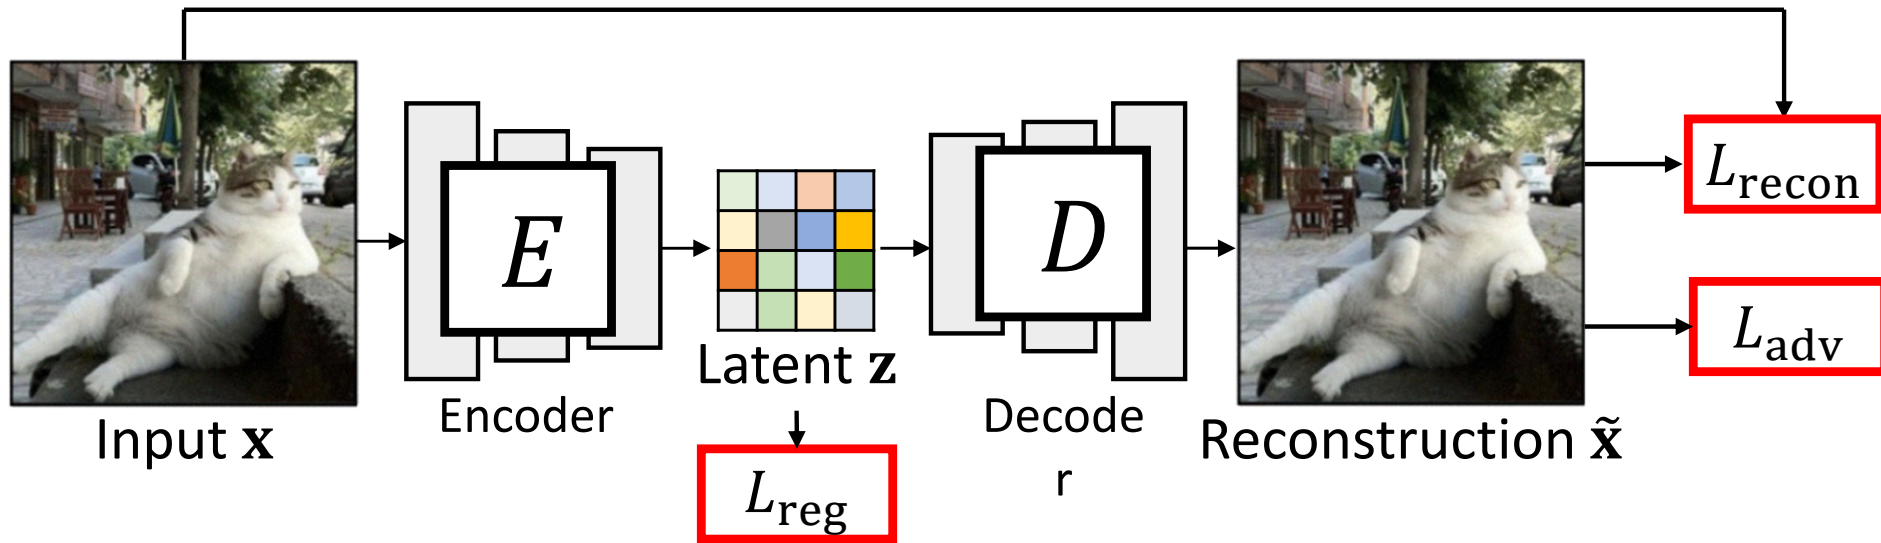 E
D
L_recon
L_adv
Latent z
Encoder
Decode
r
Input x
Reconstruction x̃
L_reg